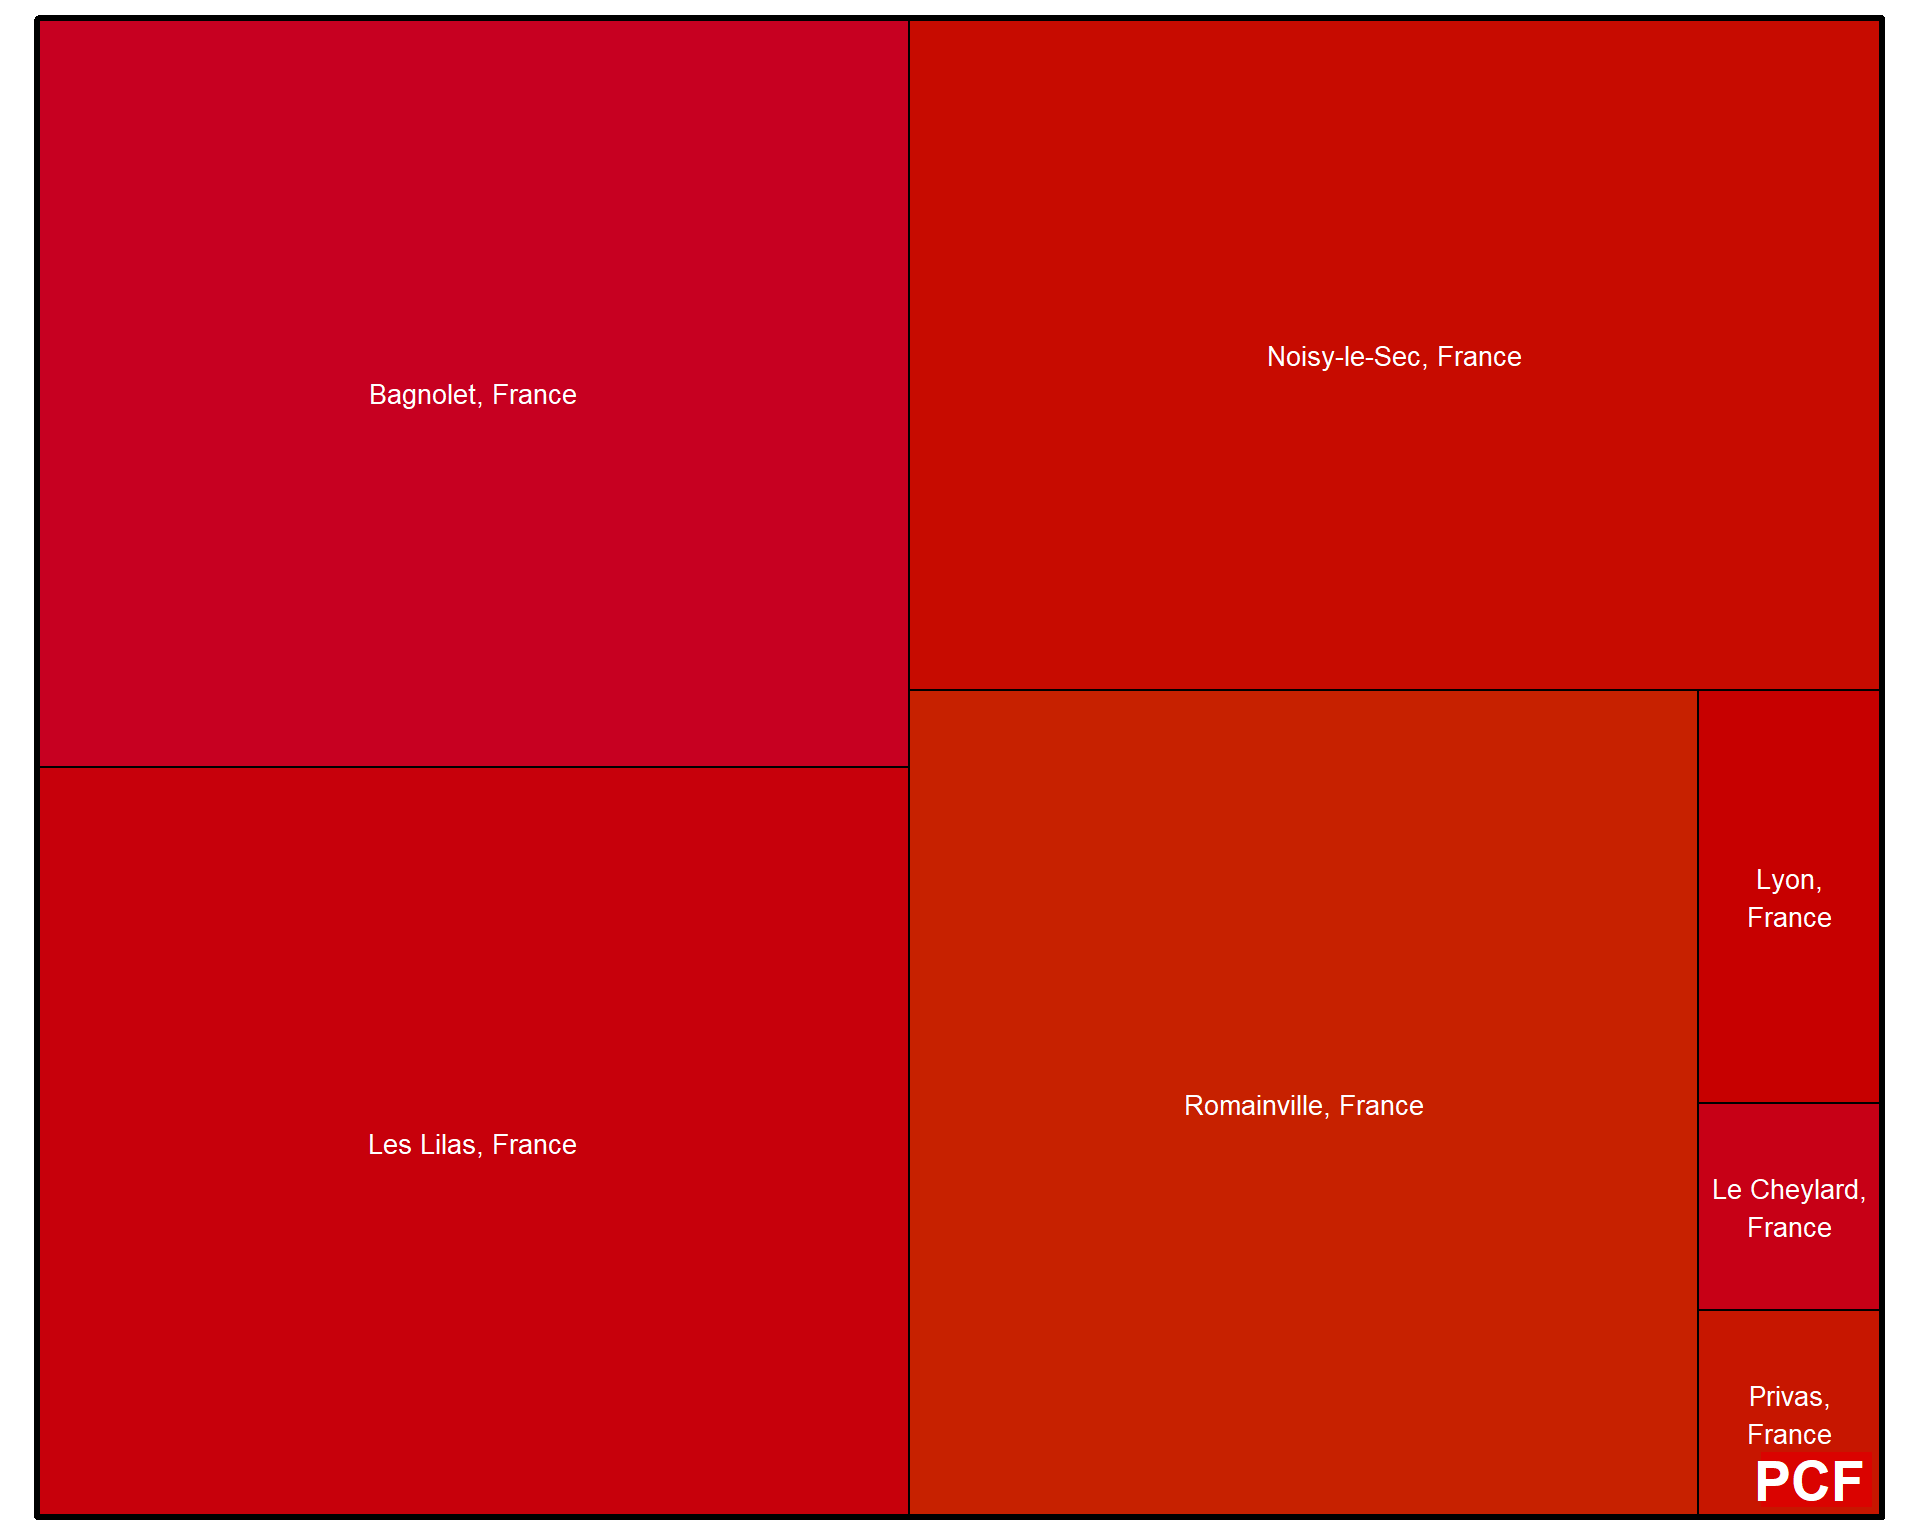 Bagnolet, France
Noisy-le-Sec, France
Les Lilas, France
Romainville, France
Lyon,
France
Le Cheylard,
France
Privas,
France
PCF